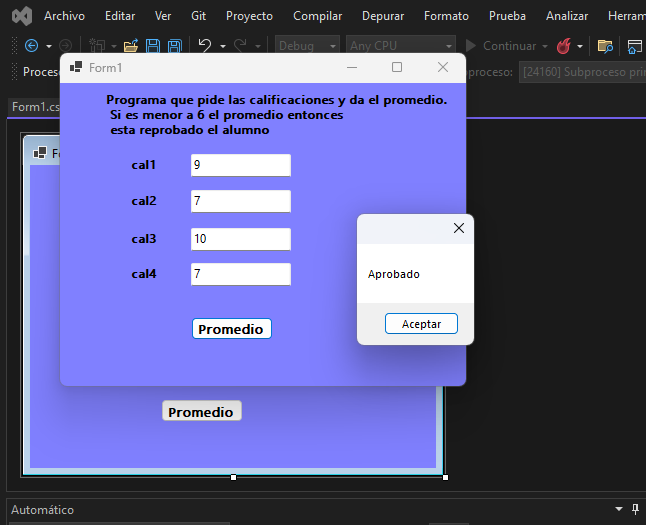 Archivo Editar Ver Git Proyecto Compilar Depurar Formato Prueba Analizar Herram
Debug Any CPU Continuar
Proces proceso: [24160] Subproceso prin
Form1
Form1.cs
Programa que pide las calificaciones y da el promedio.
Si es menor a 6 el promedio entonces
esta reprobado el alumno
cal1 9
cal2 7
cal3 10
cal4 7
Aprobado
Aceptar
Promedio
Promedio
Automático